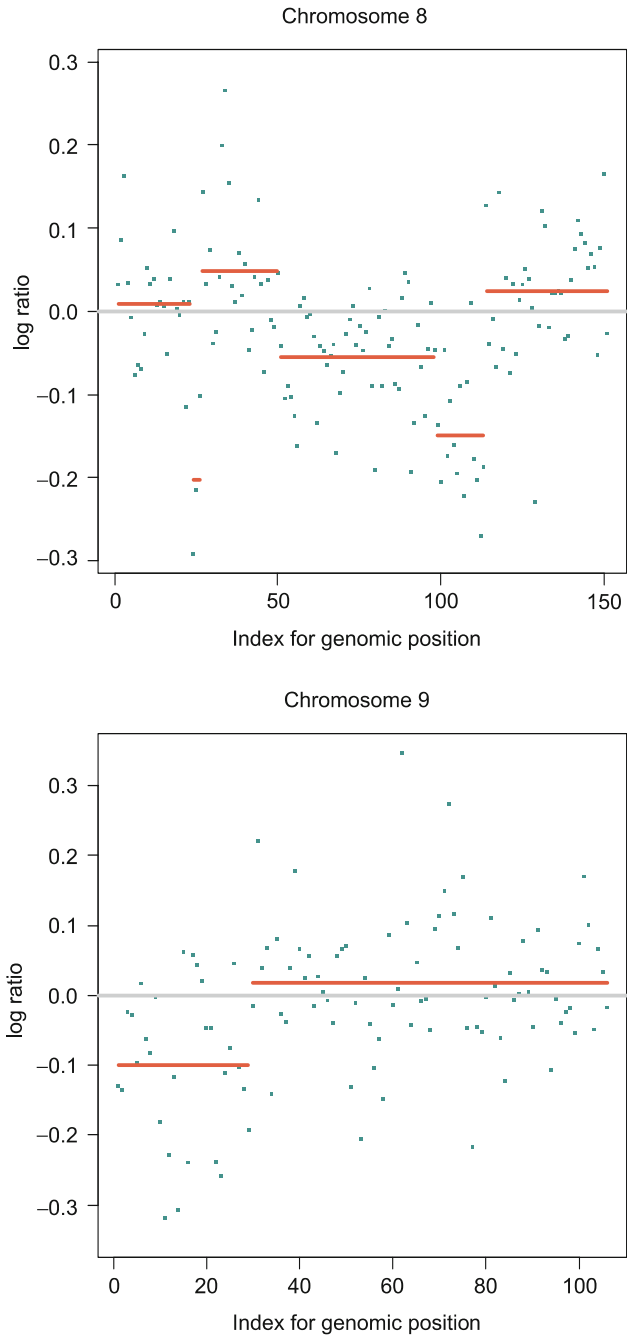 Chromosome 8
0.3
0.2
0.1
0.0
–0.1
–0.2
–0.3
log ratio
0 50 100 150
Index for genomic position
Chromosome 9
0.3
0.2
0.1
0.0
–0.1
–0.2
–0.3
log ratio
0 20 40 60 80 100
Index for genomic position